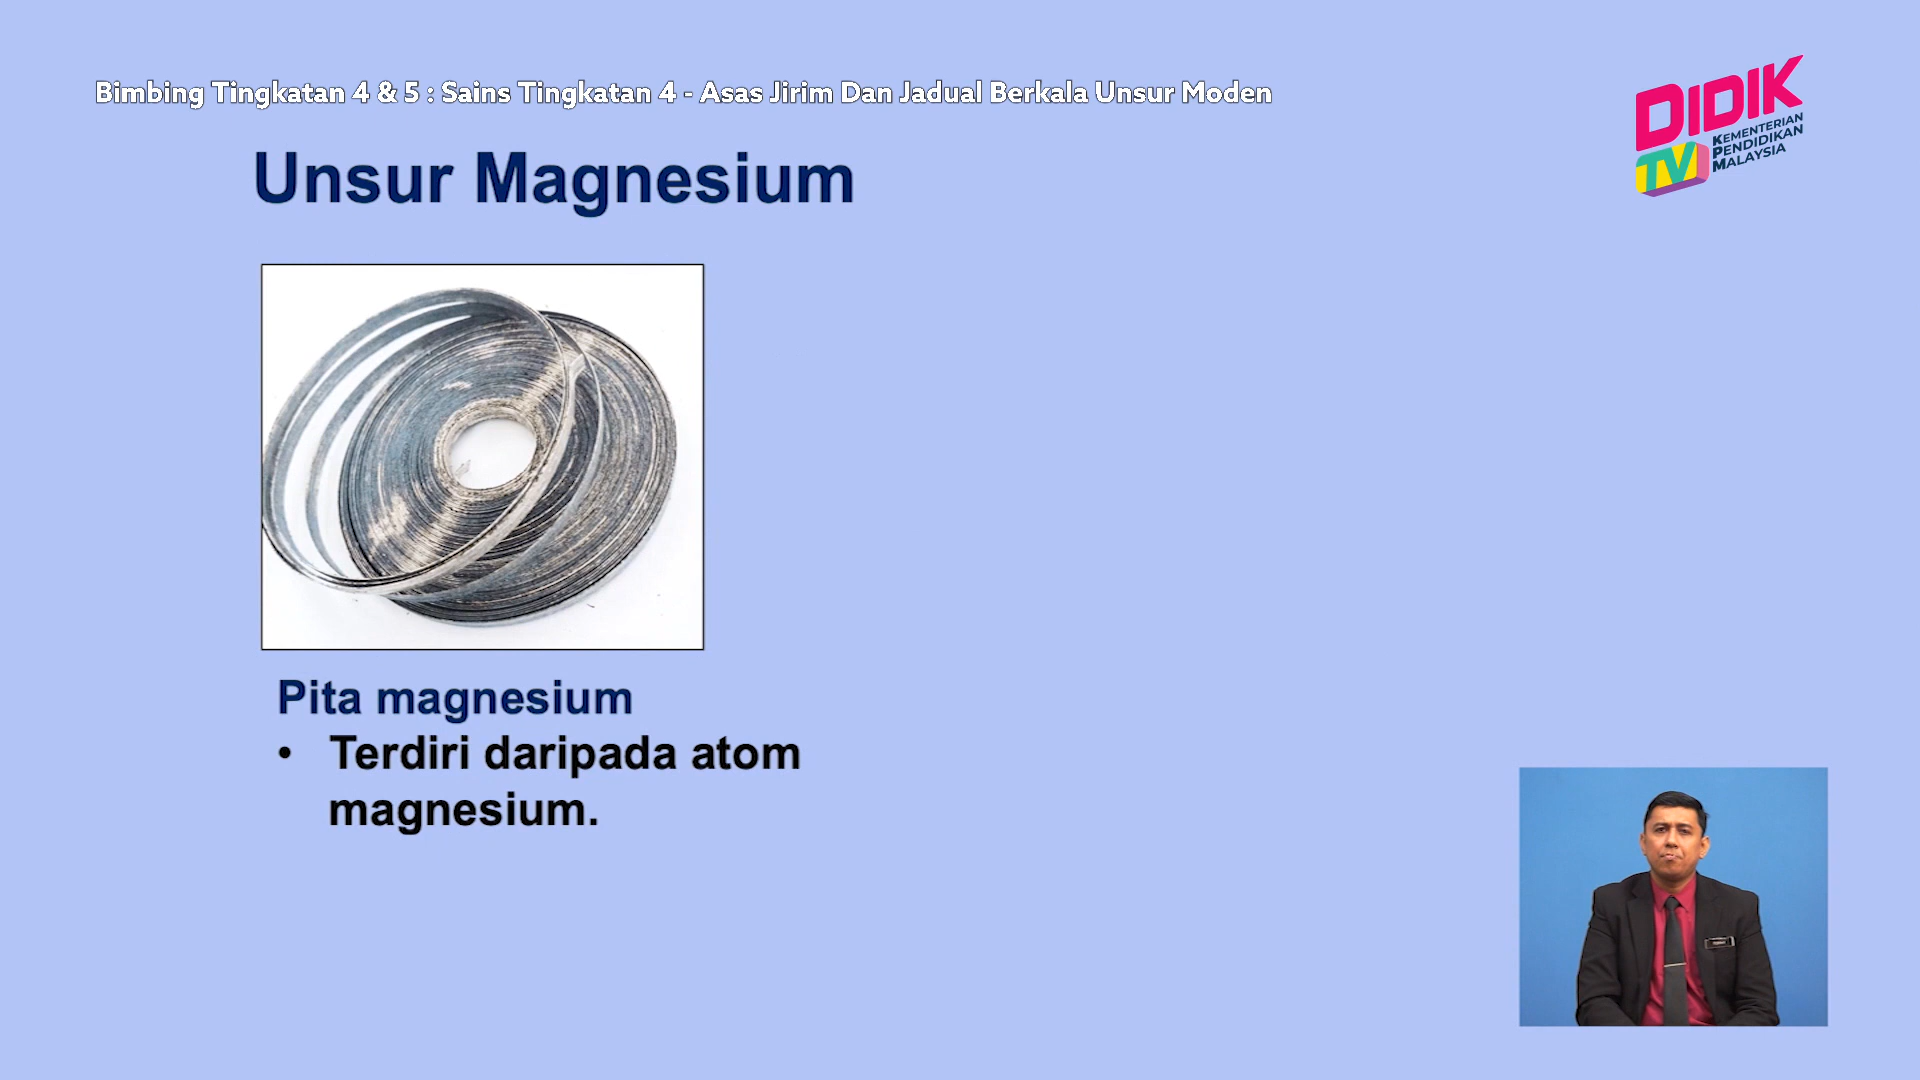 Bimbing Tingkatan 4 & 5 : Sains Tingkatan 4 - Asas Jirim Dan Jadual Berkala Unsur Moden
DIDIK
TV
KEMENTERIAN
PENDIDIKAN
MALAYSIA
Unsur Magnesium
Pita magnesium
• Terdiri daripada atom
magnesium.